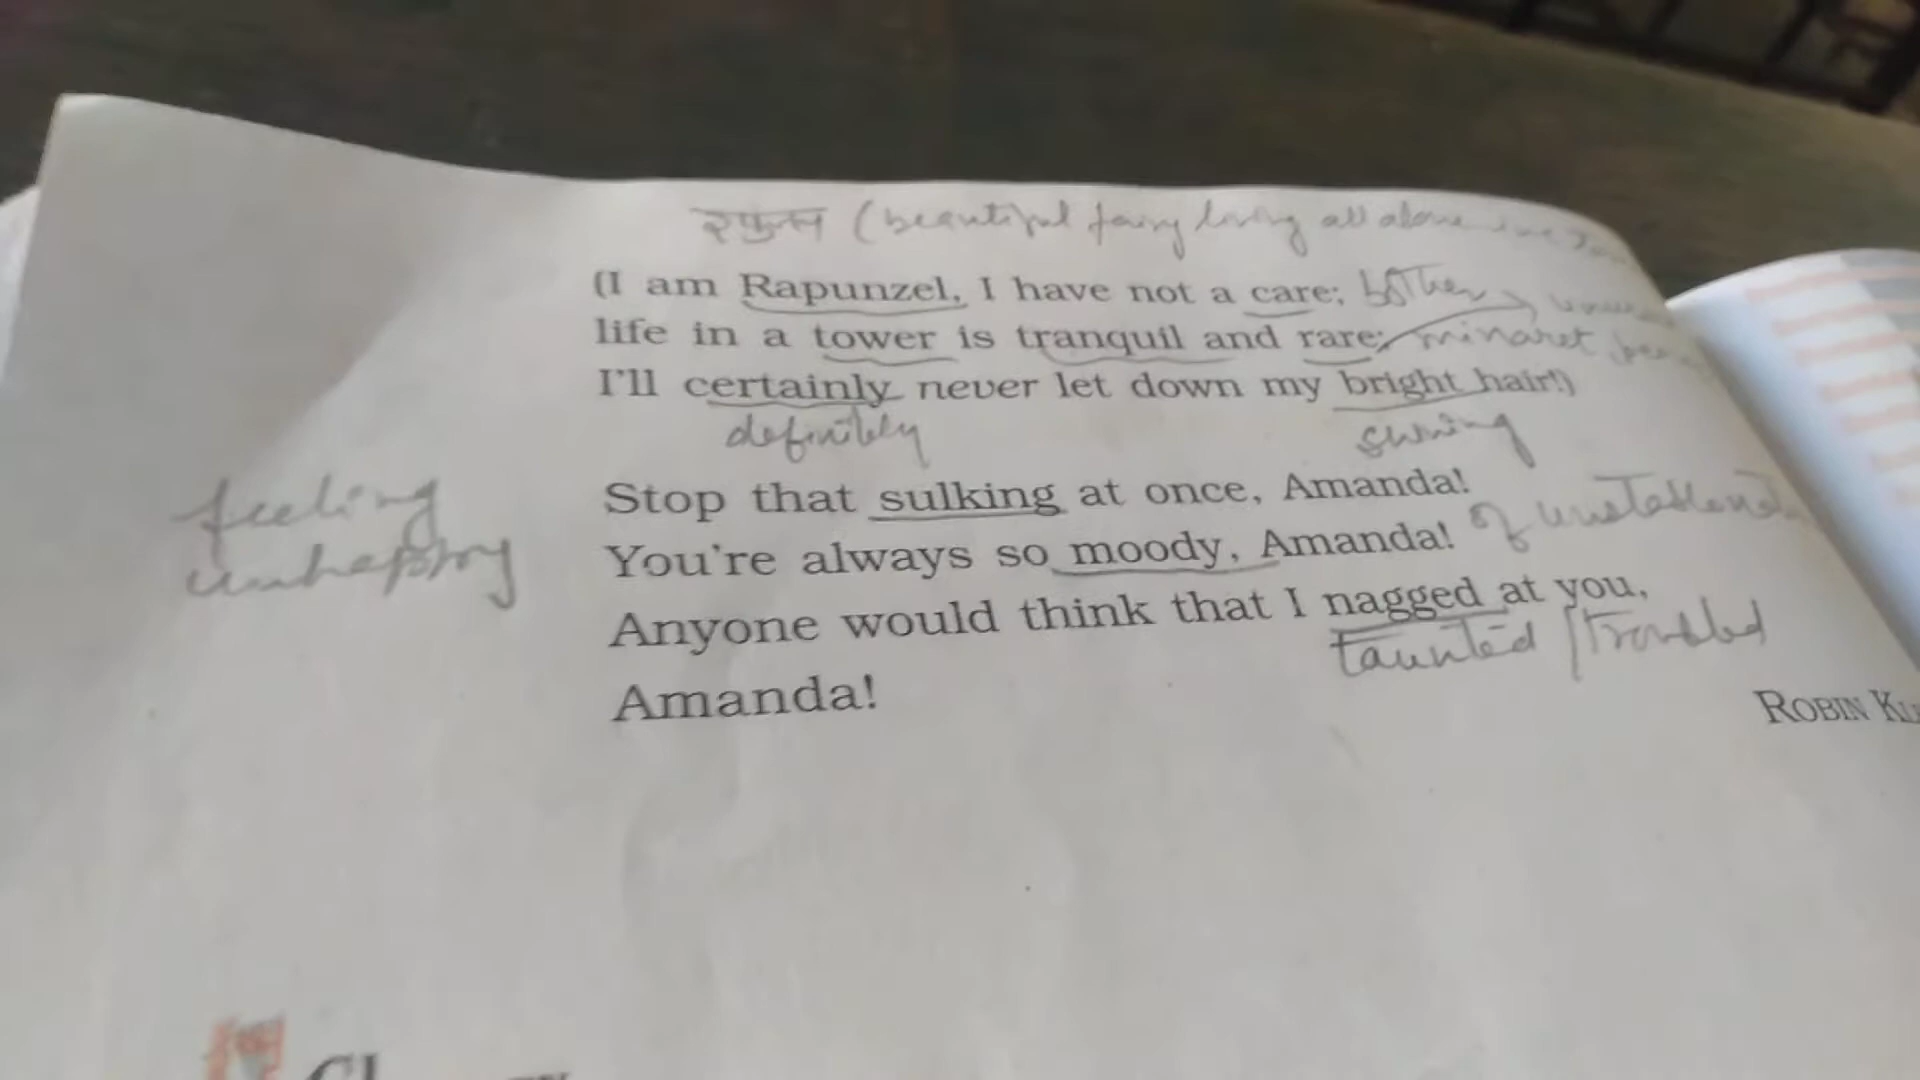 (beautiful fairy living all alone
(I am Rapunzel, I have not a care; bother
life in a tower is tranquil and rare; minaret
I'll certainly never let down my bright hair!)
definitely shining
feeling
unhappy
Stop that sulking at once, Amanda!
You're always so moody, Amanda! of
Anyone would think that I nagged at you,
taunted / troubled
Amanda!
ROBIN